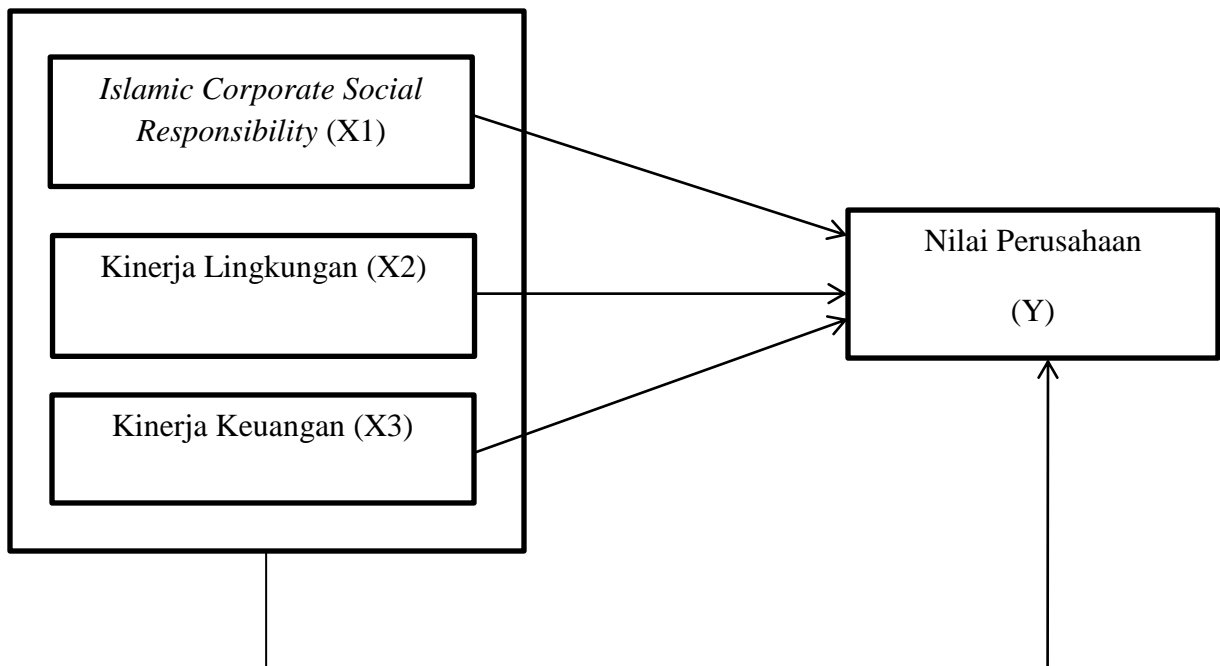 Islamic Corporate Social
Responsibility (X1)
Kinerja Lingkungan (X2)
Kinerja Keuangan (X3)
Nilai Perusahaan
(Y)